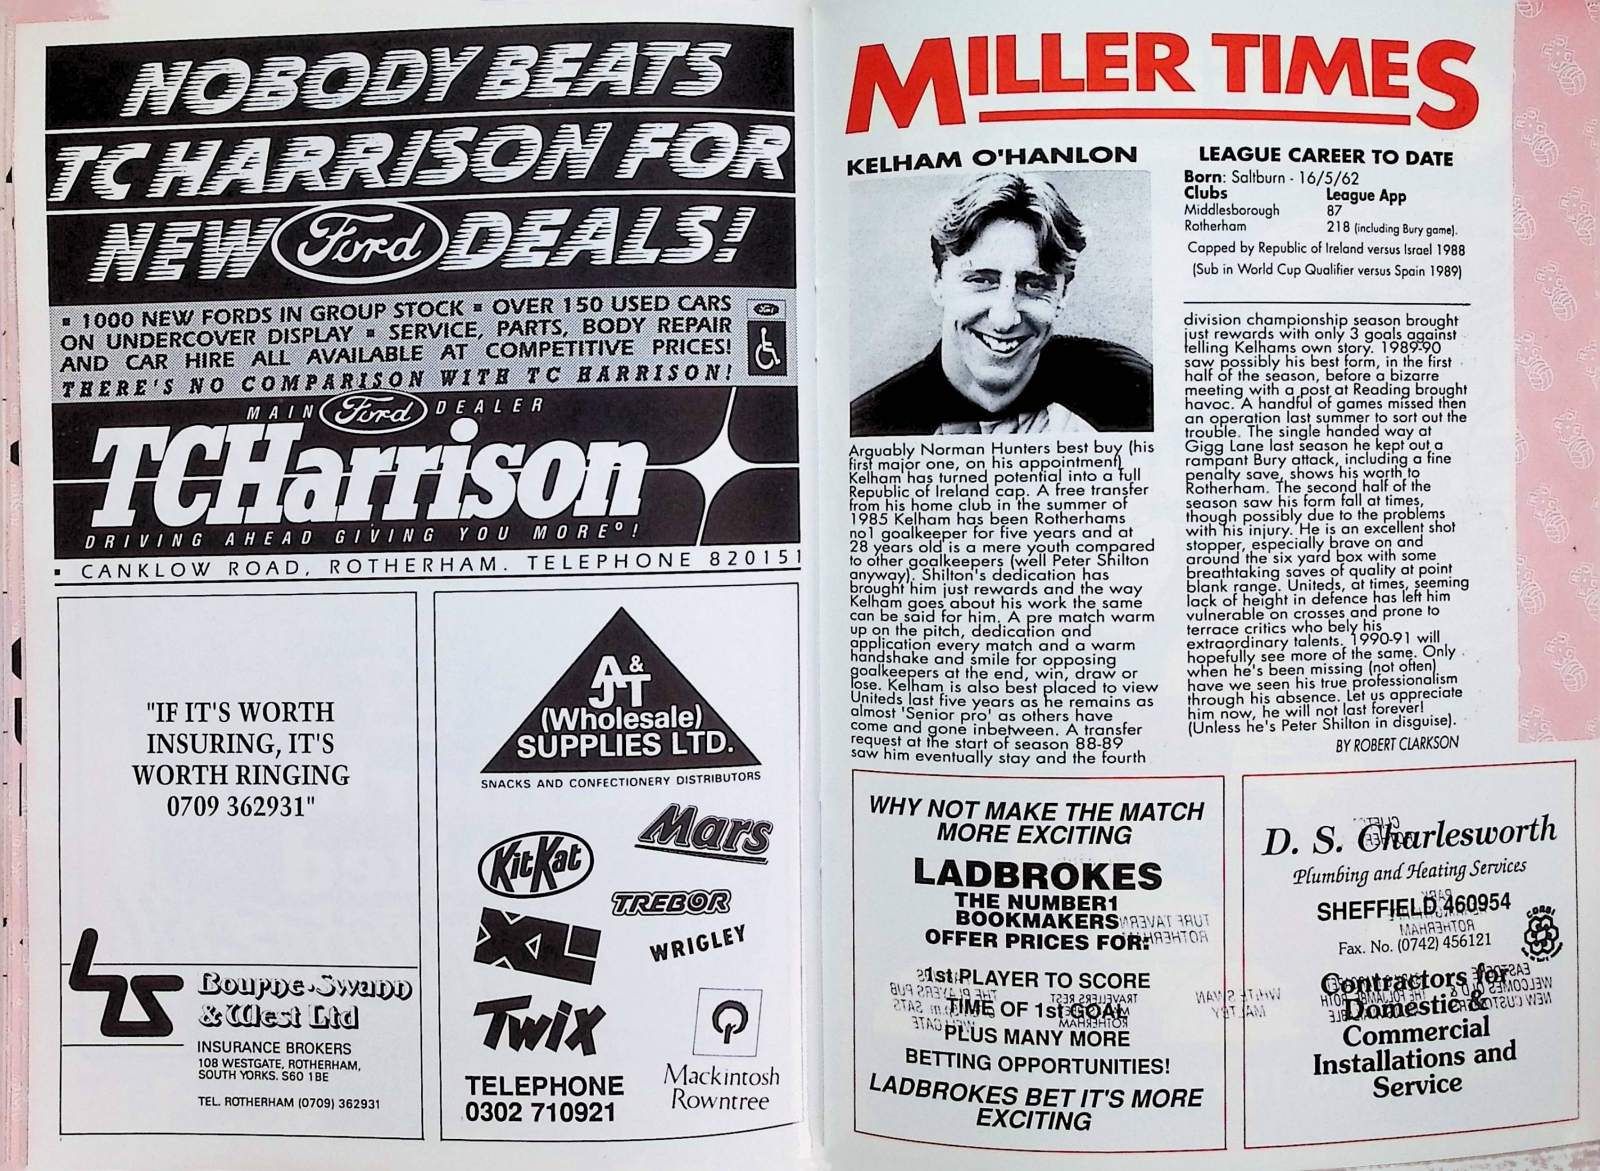 NOBODY BEATS
TC HARRISON FOR
NEW Ford DEALS!
▪ 1000 NEW FORDS IN GROUP STOCK ▪ OVER 150 USED CARS
ON UNDERCOVER DISPLAY ▪ SERVICE, PARTS, BODY REPAIR
AND CAR HIRE ALL AVAILABLE AT COMPETITIVE PRICES!
THERE'S NO COMPARISON WITH TC HARRISON!
MAIN Ford DEALER
TCHarrison
DRIVING AHEAD GIVING YOU MORE°!
▪ CANKLOW ROAD, ROTHERHAM. TELEPHONE 820151
"IF IT'S WORTH
INSURING, IT'S
WORTH RINGING
0709 362931"
Bourne-Swann
& West Ltd
INSURANCE BROKERS
108 WESTGATE, ROTHERHAM,
SOUTH YORKS. S60 1BE
TEL. ROTHERHAM (0709) 362931
A&
JT
(Wholesale)
SUPPLIES LTD.
SNACKS AND CONFECTIONERY DISTRIBUTORS
Mars
KitKat
TREBOR
XL
WRIGLEY
Twix
Mackintosh
Rowntree
TELEPHONE
0302 710921
MILLER TIMES
KELHAM O'HANLON
Arguably Norman Hunters best buy (his
first major one, on his appointment)
Kelham has turned potential into a full
Republic of Ireland cap. A free transfer
from his home club in the summer of
1985 Kelham has been Rotherhams
no1 goalkeeper for five years and at
28 years old is a mere youth compared
to other goalkeepers (well Peter Shilton
anyway). Shilton's dedication has
brought him just rewards and the way
Kelham goes about his work the same
can be said for him. A pre match warm
up on the pitch, dedication and
application every match and a warm
handshake and smile for opposing
goalkeepers at the end, win, draw or
lose. Kelham is also best placed to view
Uniteds last five years as he remains as
almost 'Senior pro' as others have
come and gone inbetween. A transfer
request at the start of season 88-89
saw him eventually stay and the fourth
LEAGUE CAREER TO DATE
Born: Saltburn - 16/5/62
Clubs League App
Middlesborough 87
Rotherham 218 (including Bury game).
Capped by Republic of Ireland versus Israel 1988
(Sub in World Cup Qualifier versus Spain 1989)
division championship season brought
just rewards with only 3 goals against
telling Kelhams own story. 1989-90
saw possibly his best form, in the first
half of the season, before a bizarre
meeting with a post at Reading brought
havoc. A handful of games missed then
an operation last summer to sort out the
trouble. The single handed way at
Gigg Lane last season he kept out a
rampant Bury attack, including a fine
penalty save, shows his worth to
Rotherham. The second half of the
season saw his form fall at times,
though possibly due to the problems
with his injury. He is an excellent shot
stopper, especially brave on and
around the six yard box with some
breathtaking saves of quality at point
blank range. Uniteds, at times, seeming
lack of height in defence has left him
vulnerable on crosses and prone to
terrace critics who bely his
extraordinary talents. 1990-91 will
hopefully see more of the same. Only
when he's been missing (not often)
have we seen his true professionalism
through his absence. Let us appreciate
him now, he will not last forever!
(Unless he's Peter Shilton in disguise).
BY ROBERT CLARKSON
WHY NOT MAKE THE MATCH
MORE EXCITING
LADBROKES
THE NUMBER1
BOOKMAKERS
OFFER PRICES FOR:
1st PLAYER TO SCORE
TIME OF 1st GOAL
PLUS MANY MORE
BETTING OPPORTUNITIES!
LADBROKES BET IT'S MORE
EXCITING
D. S. Charlesworth
Plumbing and Heating Services
SHEFFIELD 460954
Fax. No. (0742) 456121
CORGI
Contractors for
Domestic &
Commercial
Installations and
Service